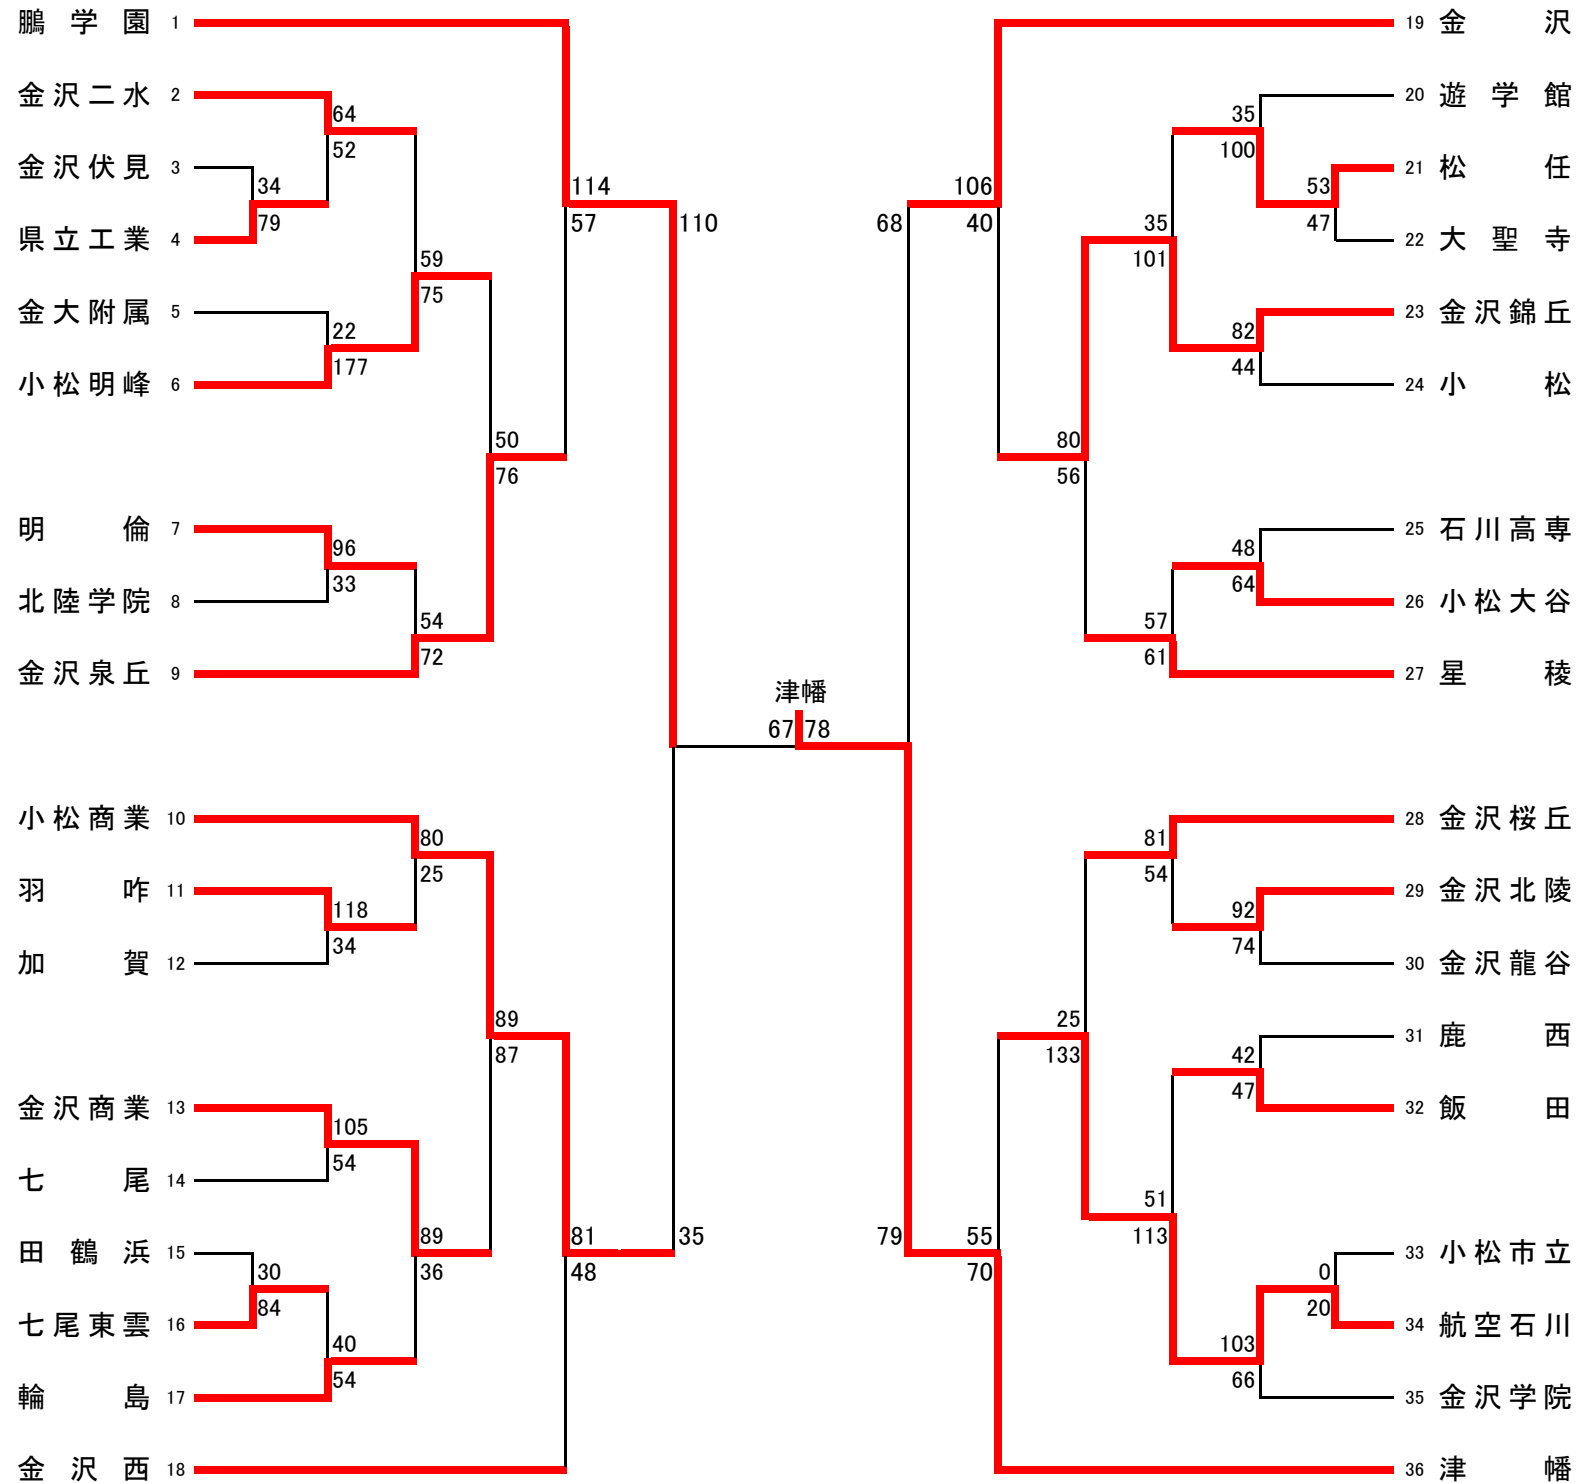 鵬学園 1
金沢二水 2
64
52
金沢伏見 3
34
79
県立工業 4
59
75
金大附属 5
22
177
小松明峰 6
50
76
明倫 7
96
33
北陸学院 8
54
72
金沢泉丘 9
114
57
110
小松商業 10
80
25
羽咋 11
118
34
加賀 12
89
87
金沢商業 13
105
54
七尾 14
89
36
田鶴浜 15
30
84
七尾東雲 16
40
54
輪島 17
81
48
35
金沢西 18
津幡
67 78
19 金沢
106
40
68
20 遊学館
35
100
21 松任
53
47
22 大聖寺
35
101
23 金沢錦丘
82
44
24 小松
80
56
25 石川高専
48
64
26 小松大谷
57
61
27 星稜
28 金沢桜丘
81
54
29 金沢北陵
92
74
30 金沢龍谷
25
133
31 鹿西
42
47
32 飯田
51
113
33 小松市立
0
20
34 航空石川
103
66
35 金沢学院
79
55
70
36 津幡